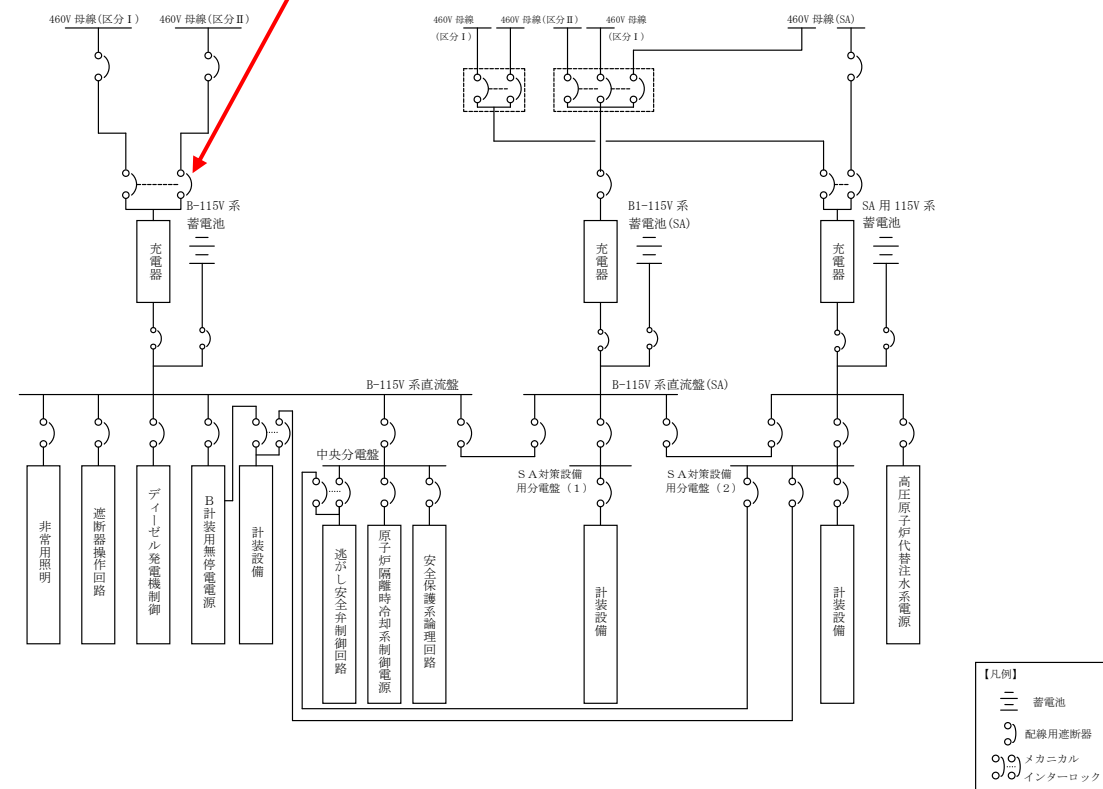 460V 母線(区分Ⅰ)
460V 母線(区分Ⅱ)
460V 母線
(区分Ⅰ)
460V 母線(区分Ⅱ)
460V 母線
(区分Ⅰ)
460V 母線(SA)
B-115V 系
蓄電池
充電器
B1-115V 系
蓄電池(SA)
充電器
SA 用 115V 系
蓄電池
充電器
B-115V 系直流盤
B-115V 系直流盤(SA)
中央分電盤
SA対策設備
用分電盤(1)
SA対策設備
用分電盤(2)
非常用照明
遮断器操作回路
ディーゼル発電機制御
B計装用無停電電源
計装設備
逃がし安全弁制御回路
原子炉隔離時冷却系制御電源
安全保護系論理回路
計装設備
計装設備
高圧原子炉代替注水系電源
【凡例】
蓄電池
配線用遮断器
メカニカル
インターロック